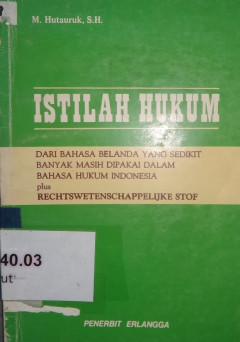 M. Hutauruk, S.H.
ISTILAH HUKUM
DARI BAHASA BELANDA YANG SEDIKIT
BANYAK MASIH DIPAKAI DALAM
BAHASA HUKUM INDONESIA
plus
RECHTSWETENSCHAPPELIJKE STOF
40.03
ut
PENERBIT ERLANGGA